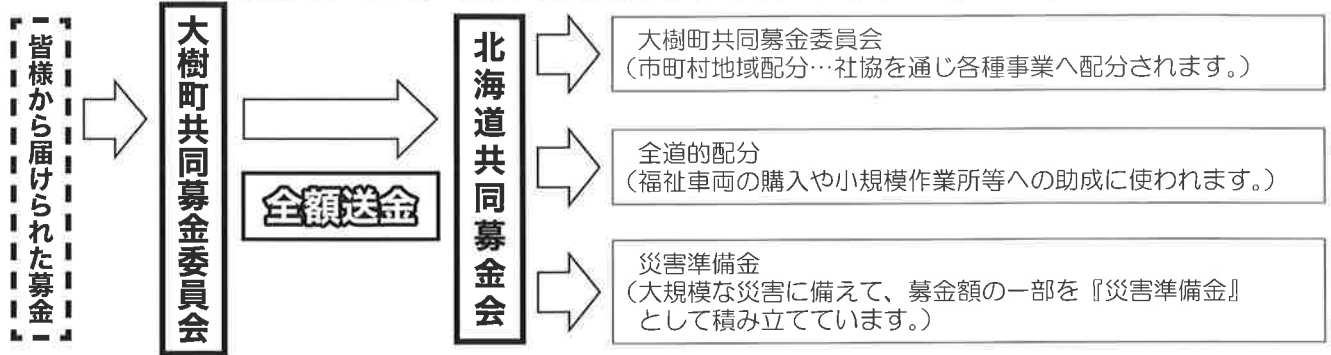 皆様から届けられた募金
大樹町共同募金委員会
全額送金
北海道共同募金会
大樹町共同募金委員会
（市町村地域配分…社協を通じ各種事業へ配分されます。）
全道的配分
（福祉車両の購入や小規模作業所等への助成に使われます。）
災害準備金
（大規模な災害に備えて、募金額の一部を『災害準備金』
として積み立てています。）